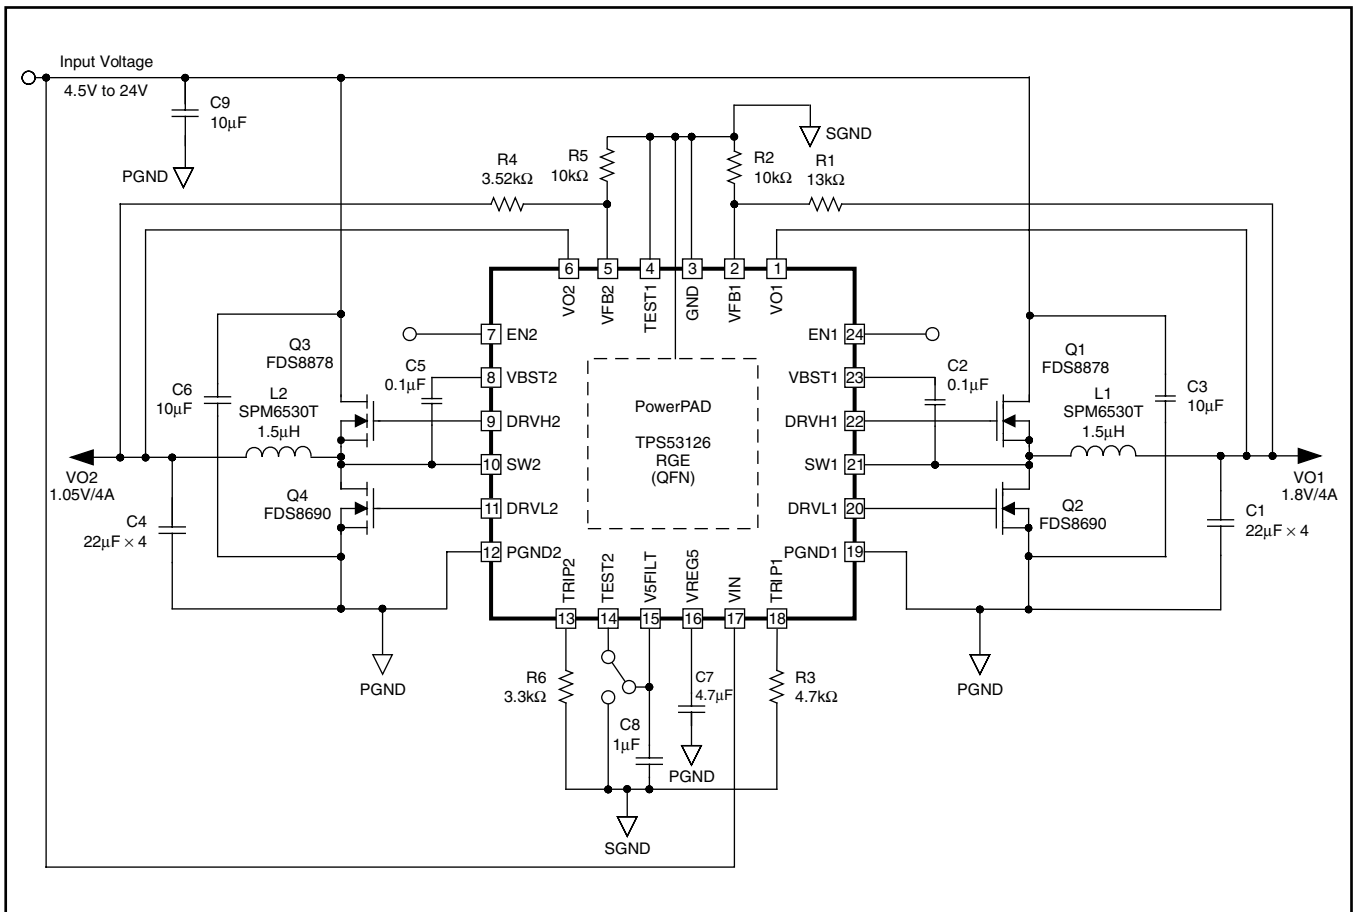 Input Voltage
4.5V to 24V
C9
10μF
PGND
SGND
R4
3.52kΩ
R5
10kΩ
R2
10kΩ
R1
13kΩ
6
5
4
3
2
1
VO2
VFB2
TEST1
GND
VFB1
VO1
7
EN2
8
VBST2
9
DRVH2
10
SW2
11
DRVL2
12
PGND2
EN1
24
VBST1
23
DRVH1
22
SW1
21
DRVL1
20
PGND1
19
PowerPAD
TPS53126
RGE
(QFN)
Q3
FDS8878
C5
0.1μF
C6
10μF
L2
SPM6530T
1.5μH
VO2
1.05V/4A
Q4
FDS8690
C4
22μF × 4
PGND
C2
0.1μF
Q1
FDS8878
C3
10μF
L1
SPM6530T
1.5μH
VO1
1.8V/4A
Q2
FDS8690
C1
22μF × 4
PGND
TRIP2
TEST2
V5FILT
VREG5
VIN
TRIP1
13
14
15
16
17
18
R6
3.3kΩ
C7
4.7μF
R3
4.7kΩ
C8
1μF
PGND
SGND